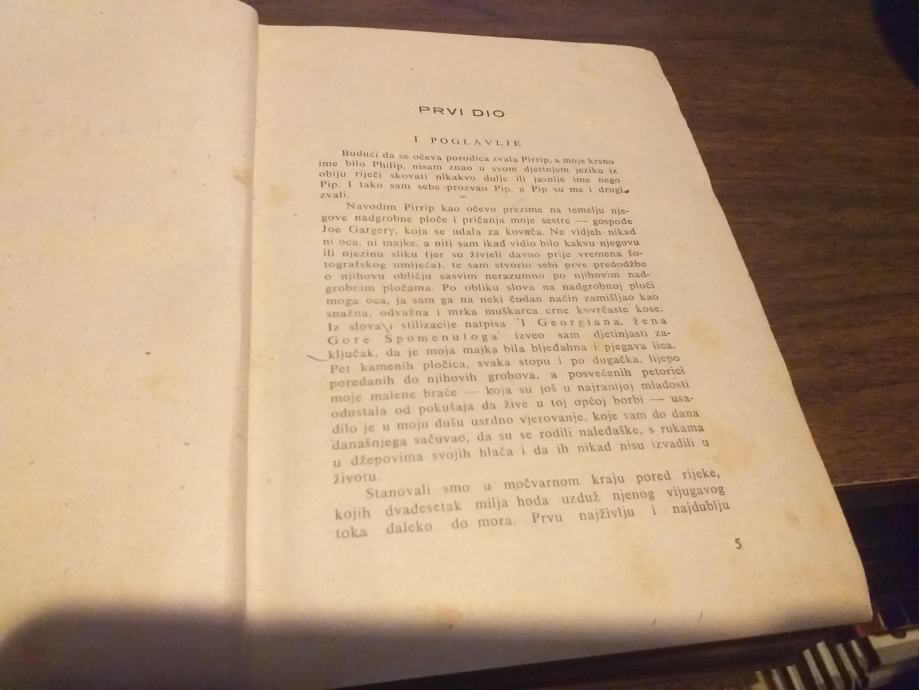 PRVI DIO
I. POGLAVLJE
Budući da se očeva porodica zvala Pirrip, a moje krsno
ime bilo Philip, nisam znao u svom djetinjem jeziku iz
obiju riječi skovati nikakvo dulje ili jasnije ime nego
Pip. I tako sam sebe prozvao Pip, a Pip su me i drugi
zvali.
Navodim Pirrip kao očevo prezime na temelju nje-
gove nadgrobne ploče i pričanja moje sestre — gospođe
Joe Gargery, koja se udala za kovača. Ne vidjeh nikad
ni oca, ni majke, a niti sam ikad vidio bilo kakvu njegovu
ili njezinu sliku (jer su živjeli davno prije vremena fo-
tografskog umijeća), te sam stvorio sebi prve predodžbe
o njihovu obličju sasvim nerazumno po njihovim nad-
grobnim pločama. Po obliku slova na nadgrobnoj ploči
moga oca, ja sam ga na neki čudan način zamišljao kao
snažna, odvažna i mrka muškarca crne kovrčaste kose.
Iz slova i stilizacije natpisa 'I Georgiana, žena
Gore Spomenutoga' izveo sam djetinjasti za-
ključak, da je moja majka bila bljedahna i pjegava lica.
Pet kamenih pločica, svaka stopu i po dugačka, lijepo
poredanih do njihovih grobova, a posvećenih petorici
moje malene braće — koja su još u najranijoj mladosti
odustala od pokušaja da žive u toj općoj borbi — usa-
dilo je u moju dušu usrdno vjerovanje, koje sam do dana
današnjega sačuvao, da su se rodili naleđaške, s rukama
u džepovima svojih hlača i da ih nikad nisu izvadili u
životu.
Stanovali smo u močvarnom kraju pored rijeke,
kojih dvadesetak milja hoda uzduž njenog vijugavog
toka daleko do mora. Prvu najživlju i najdublju
5